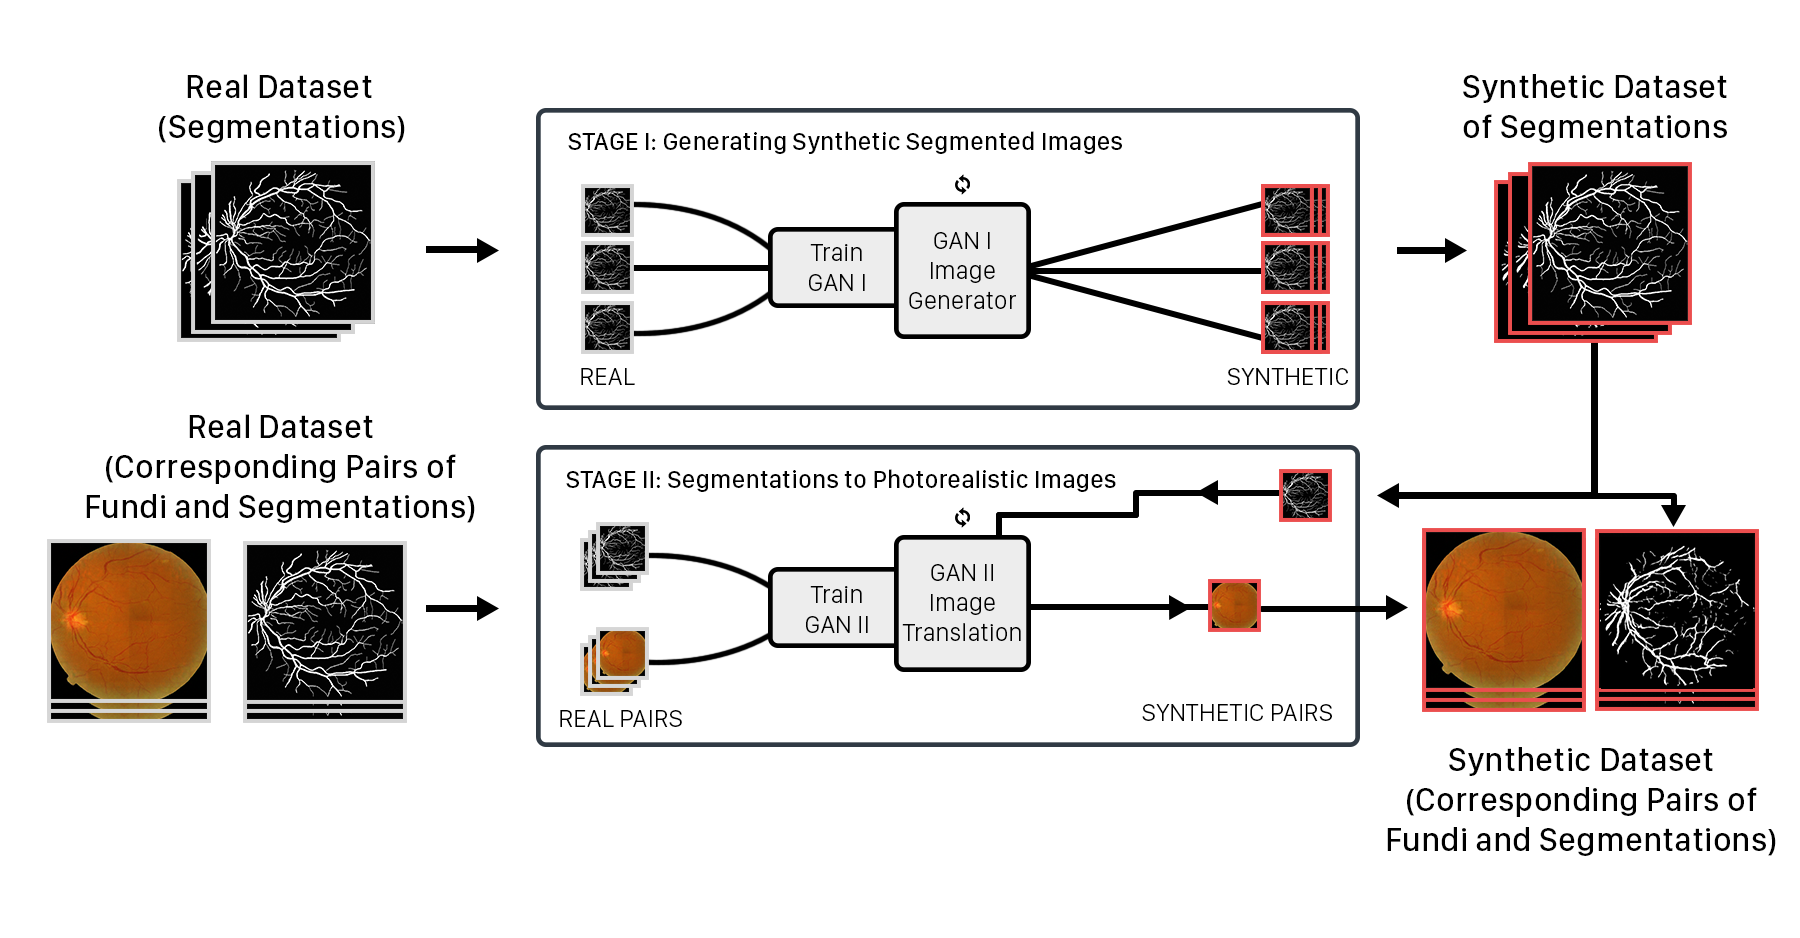 Real Dataset
(Segmentations)
STAGE I: Generating Synthetic Segmented Images
Train
GAN I
GAN I
Image
Generator
REAL
SYNTHETIC
Synthetic Dataset
of Segmentations
Real Dataset
(Corresponding Pairs of
Fundi and Segmentations)
STAGE II: Segmentations to Photorealistic Images
Train
GAN II
GAN II
Image
Translation
REAL PAIRS
SYNTHETIC PAIRS
Synthetic Dataset
(Corresponding Pairs of
Fundi and Segmentations)